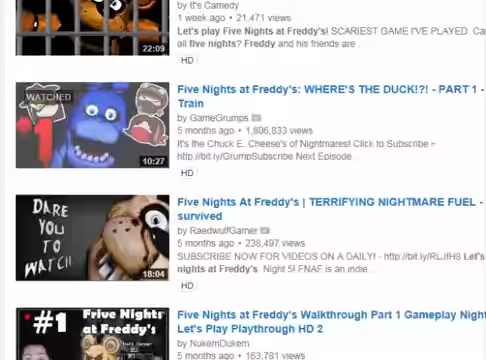 by It's Camedy
1 week ago • 21,471 views
Let's play Five Nights at Freddy's! SCARIEST GAME I'VE PLAYED Ca
all five nights? Freddy and his friends are ...
22:09
HD
WATCHED
#1
10:27
Five Nights at Freddy's: WHERE'S THE DUCK!?! - PART 1 -
Train
by GameGrumps
5 months ago • 1,806,833 views
It's the Chuck E. Cheese's of Nightmares! Click to Subscribe ►
http://bit.ly/GrumpSubscribe Next Episode ...
HD
DARE
YOU
TO
WATCH
18:04
Five Nights At Freddy's | TERRIFYING NIGHTMARE FUEL -
survived
by RaedwulfGamer
5 months ago • 238,497 views
SUBSCRIBE NOW FOR VIDEOS ON A DAILY! - http://bit.ly/RLJfH8 Let's
nights at Freddy's Night 5! FNAF is an indie ...
HD
#1
Frive Nights
at Freddy's
Five Nights at Freddy's Walkthrough Part 1 Gameplay Night
Let's Play Playthrough HD 2
by NukemDukem
5 months ago • 163,781 views